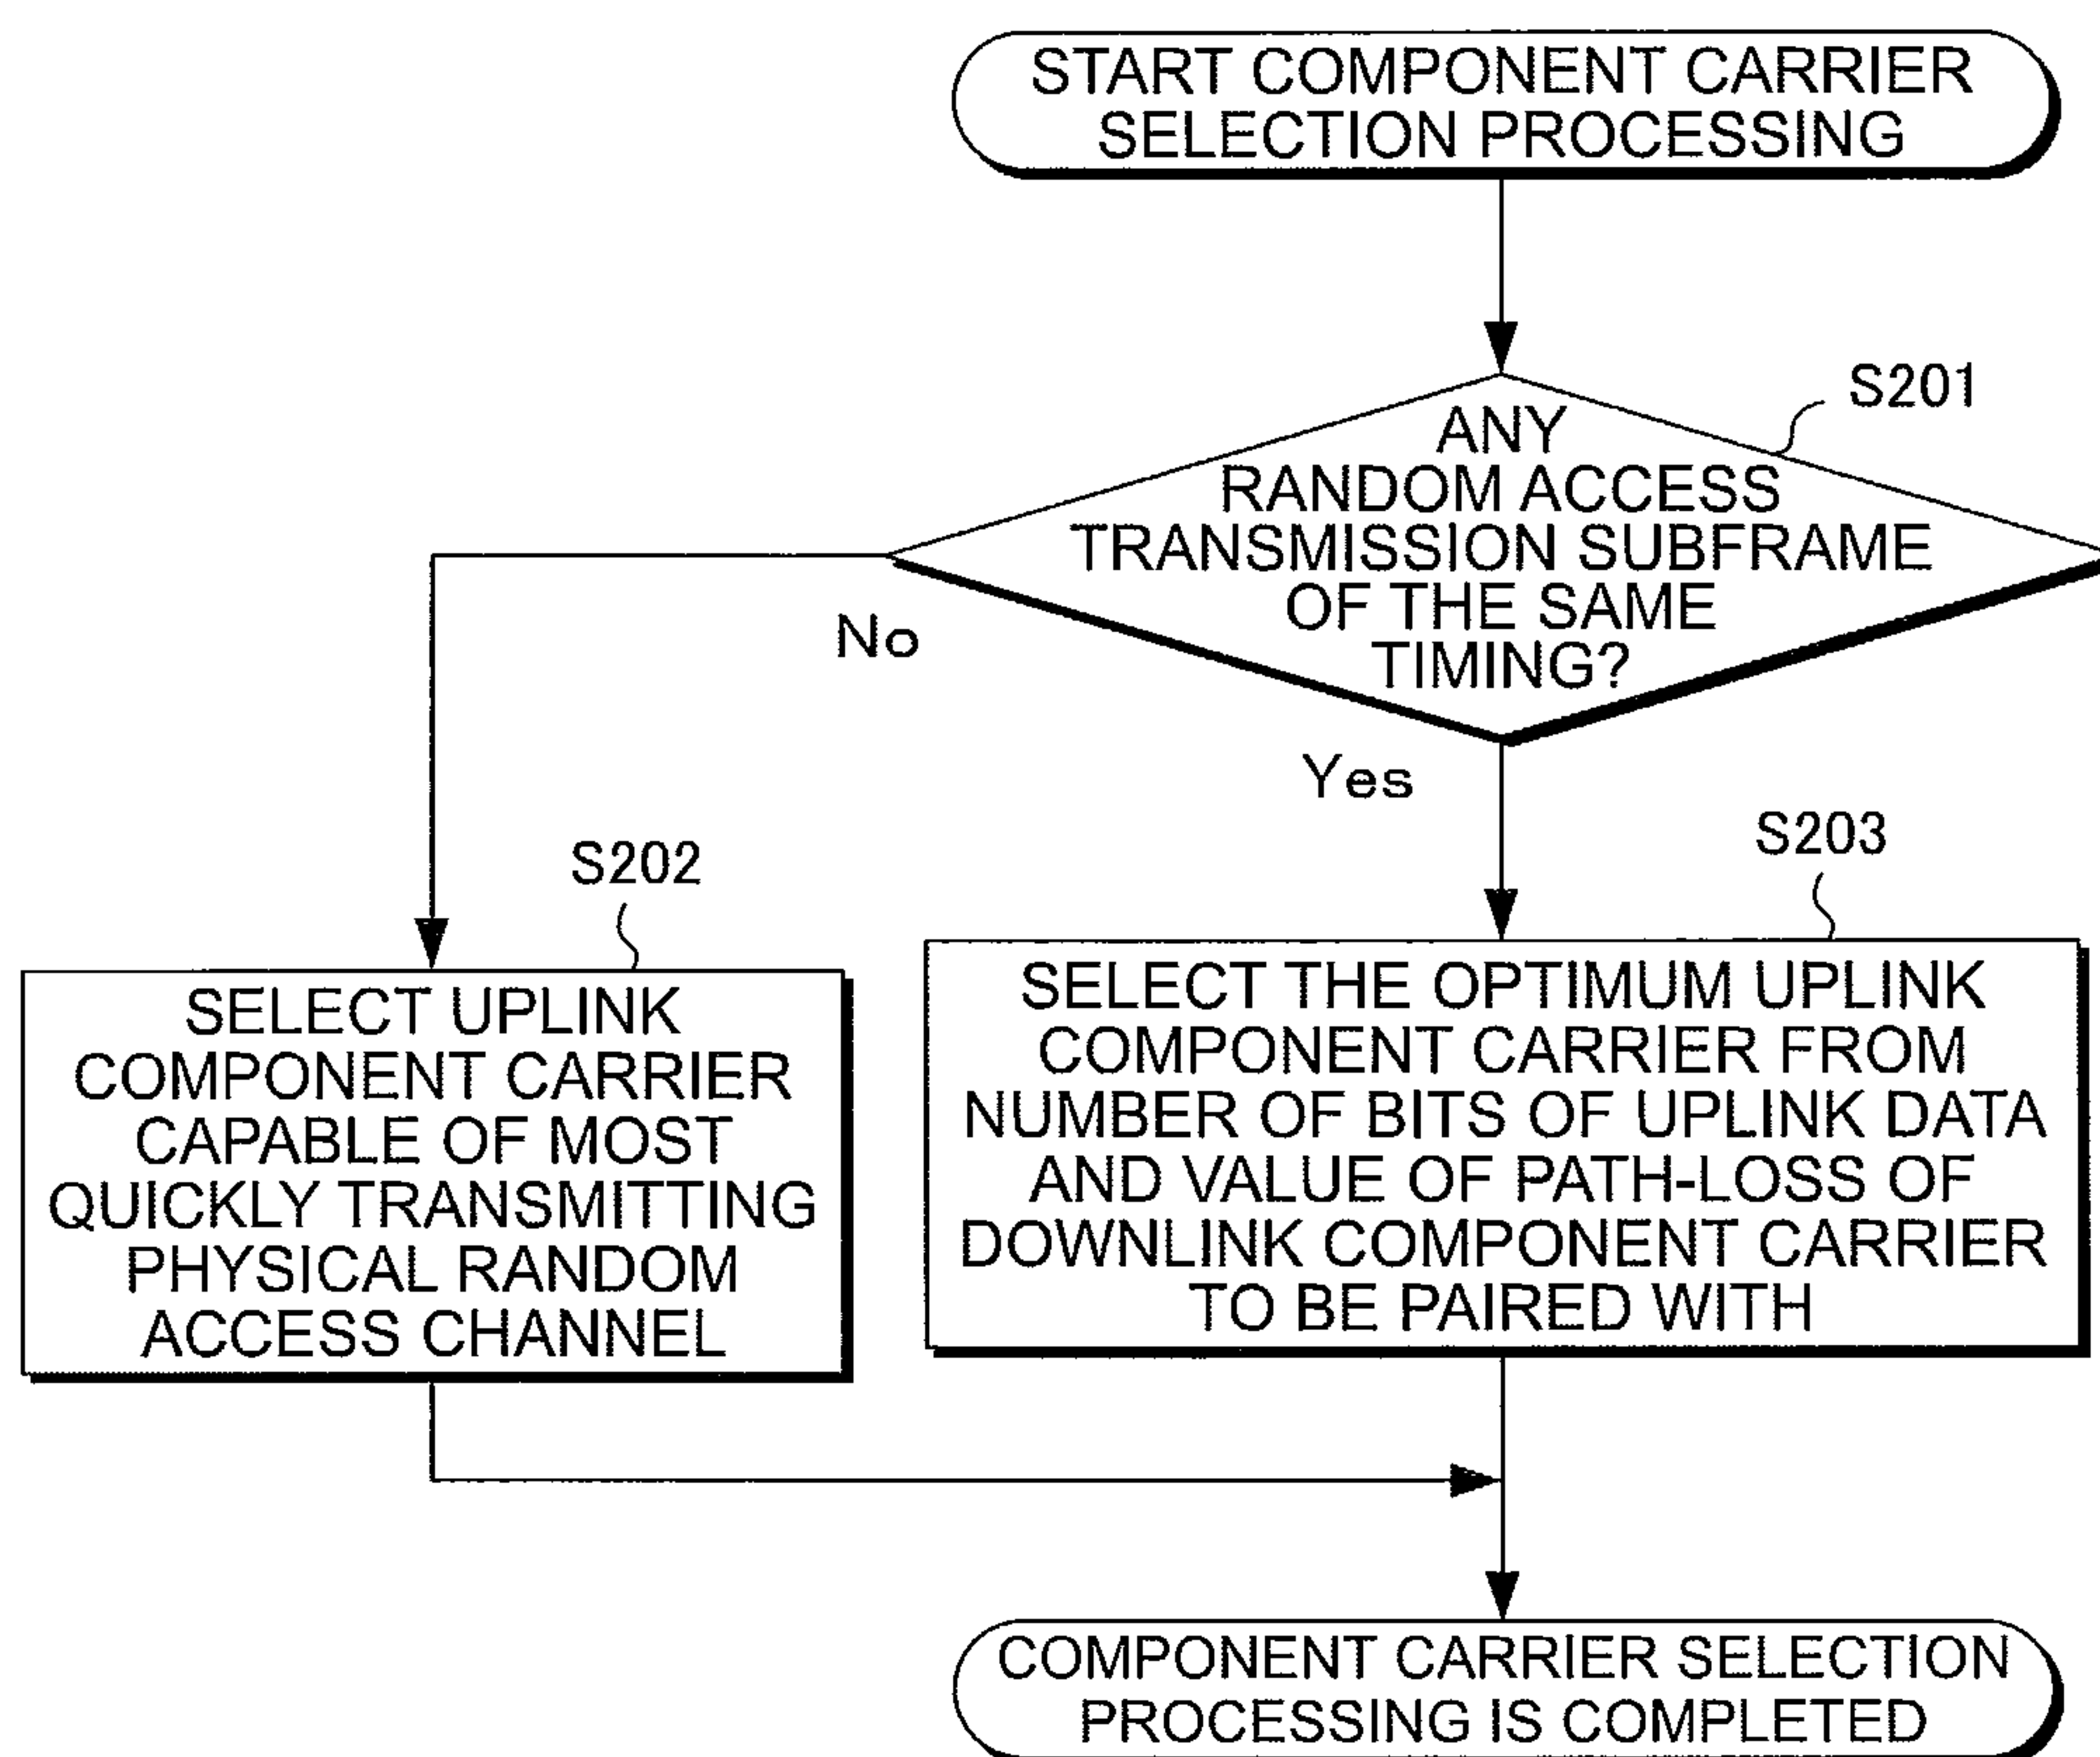 START COMPONENT CARRIER
SELECTION PROCESSING
S201
ANY
RANDOM ACCESS
TRANSMISSION SUBFRAME
OF THE SAME
TIMING?
No
Yes
S202
SELECT UPLINK
COMPONENT CARRIER
CAPABLE OF MOST
QUICKLY TRANSMITTING
PHYSICAL RANDOM
ACCESS CHANNEL
S203
SELECT THE OPTIMUM UPLINK
COMPONENT CARRIER FROM
NUMBER OF BITS OF UPLINK DATA
AND VALUE OF PATH-LOSS OF
DOWNLINK COMPONENT CARRIER
TO BE PAIRED WITH
COMPONENT CARRIER SELECTION
PROCESSING IS COMPLETED